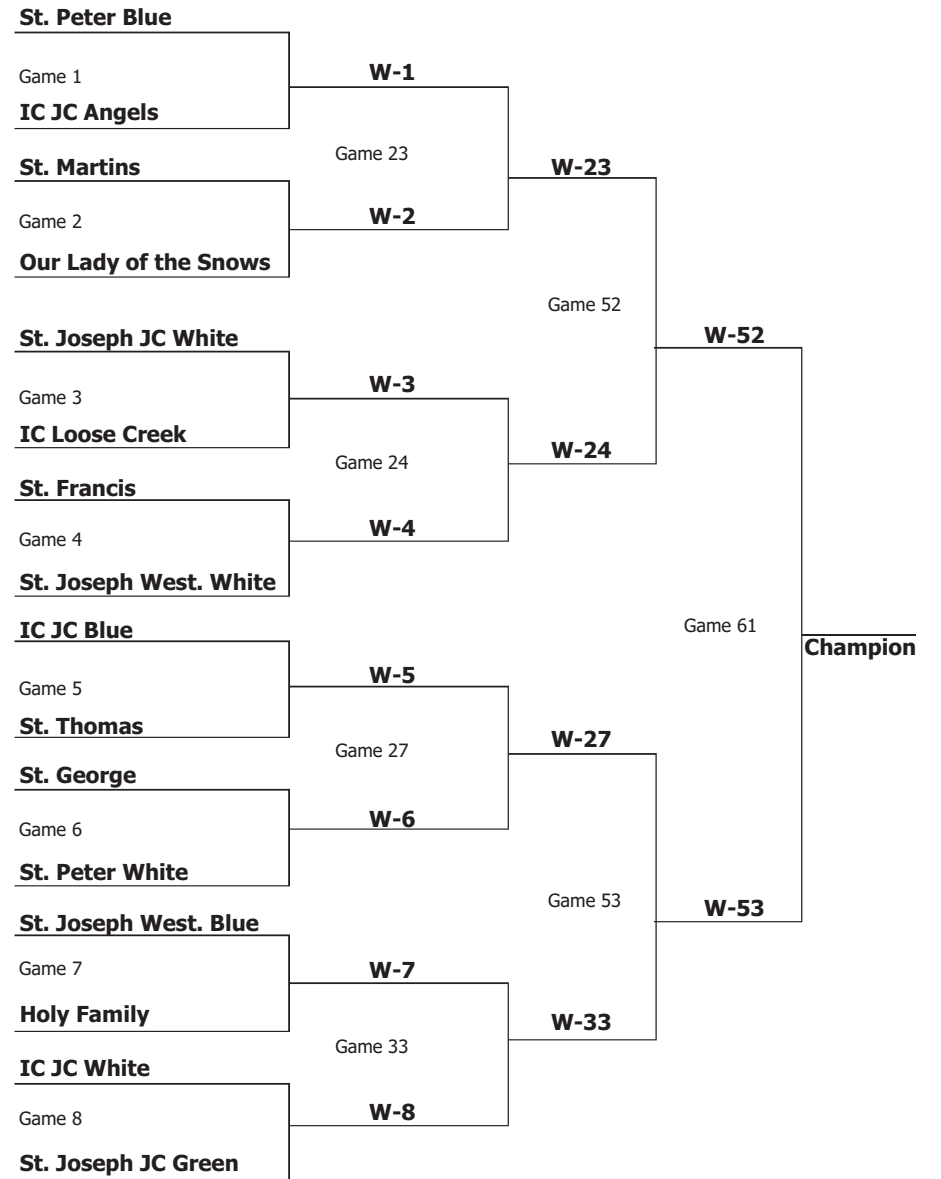 St. Peter Blue
Game 1
IC JC Angels
St. Martins
Game 2
Our Lady of the Snows
St. Joseph JC White
Game 3
IC Loose Creek
St. Francis
Game 4
St. Joseph West. White
IC JC Blue
Game 5
St. Thomas
St. George
Game 6
St. Peter White
St. Joseph West. Blue
Game 7
Holy Family
IC JC White
Game 8
St. Joseph JC Green
W-1
Game 23
W-2
W-3
Game 24
W-4
W-5
Game 27
W-6
W-7
Game 33
W-8
W-23
Game 52
W-24
W-27
Game 53
W-33
W-52
Game 61
W-53
Champion